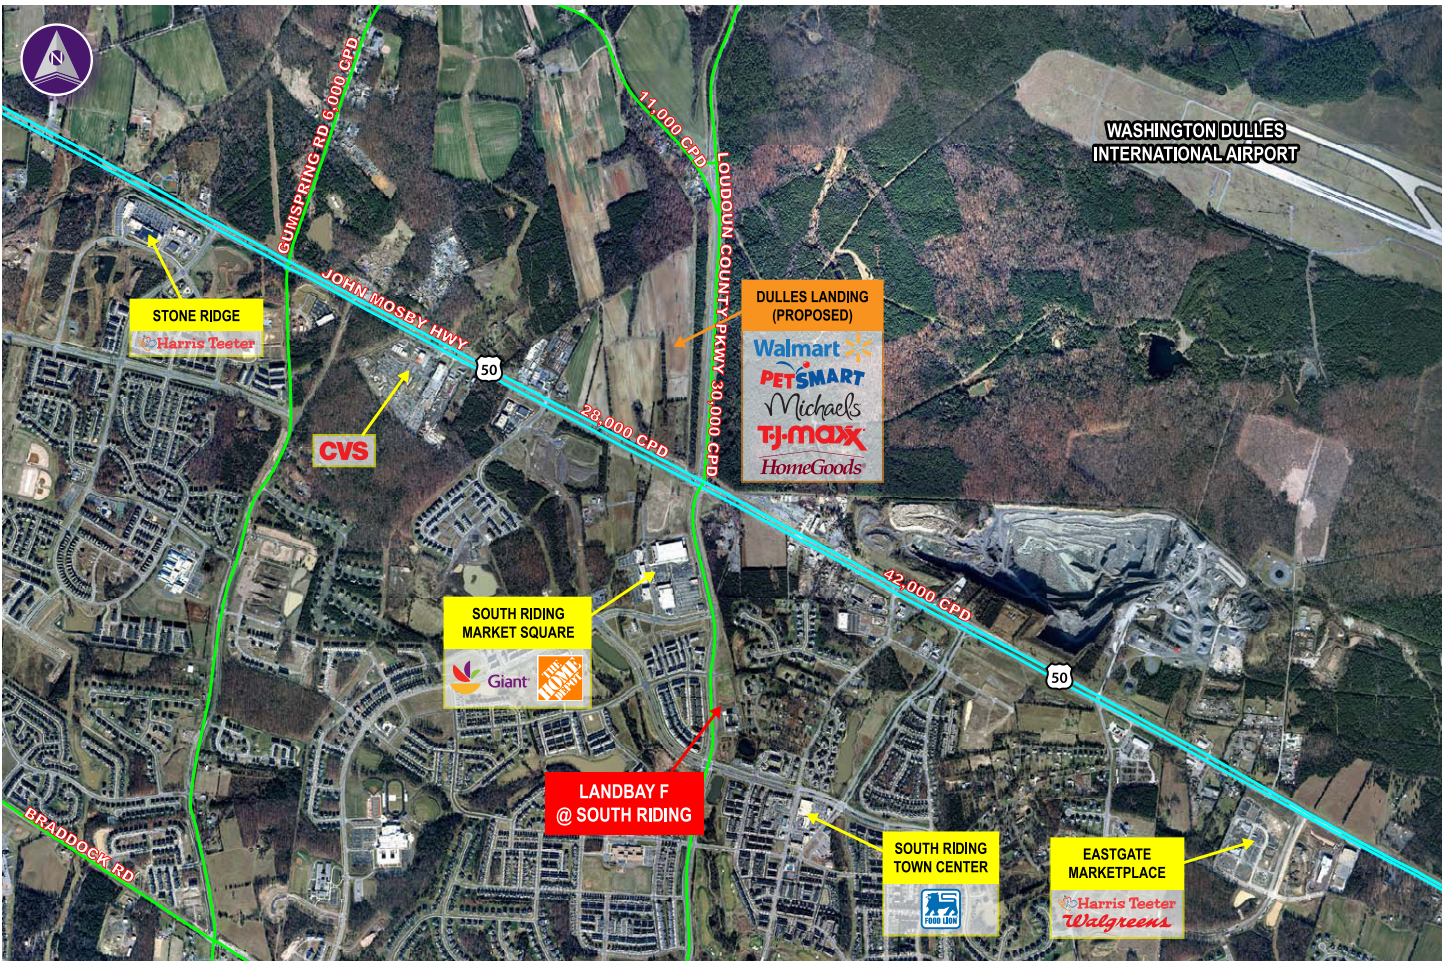 N
GUMSPRING RD 6,000 CPD
11,000 CPD
LOUDOUN COUNTY PKWY 30,000 CPD
WASHINGTON DULLES
INTERNATIONAL AIRPORT
STONE RIDGE
Harris Teeter
JOHN MOSBY HWY
50
28,000 CPD
DULLES LANDING
(PROPOSED)
Walmart
PETSMART
Michaels
T.J.maxx
HomeGoods
CVS
SOUTH RIDING
MARKET SQUARE
Giant
THE
HOME
DEPOT
42,000 CPD
50
LANDBAY F
@ SOUTH RIDING
BRADDOCK RD
SOUTH RIDING
TOWN CENTER
FOOD LION
EASTGATE
MARKETPLACE
Harris Teeter
Walgreens